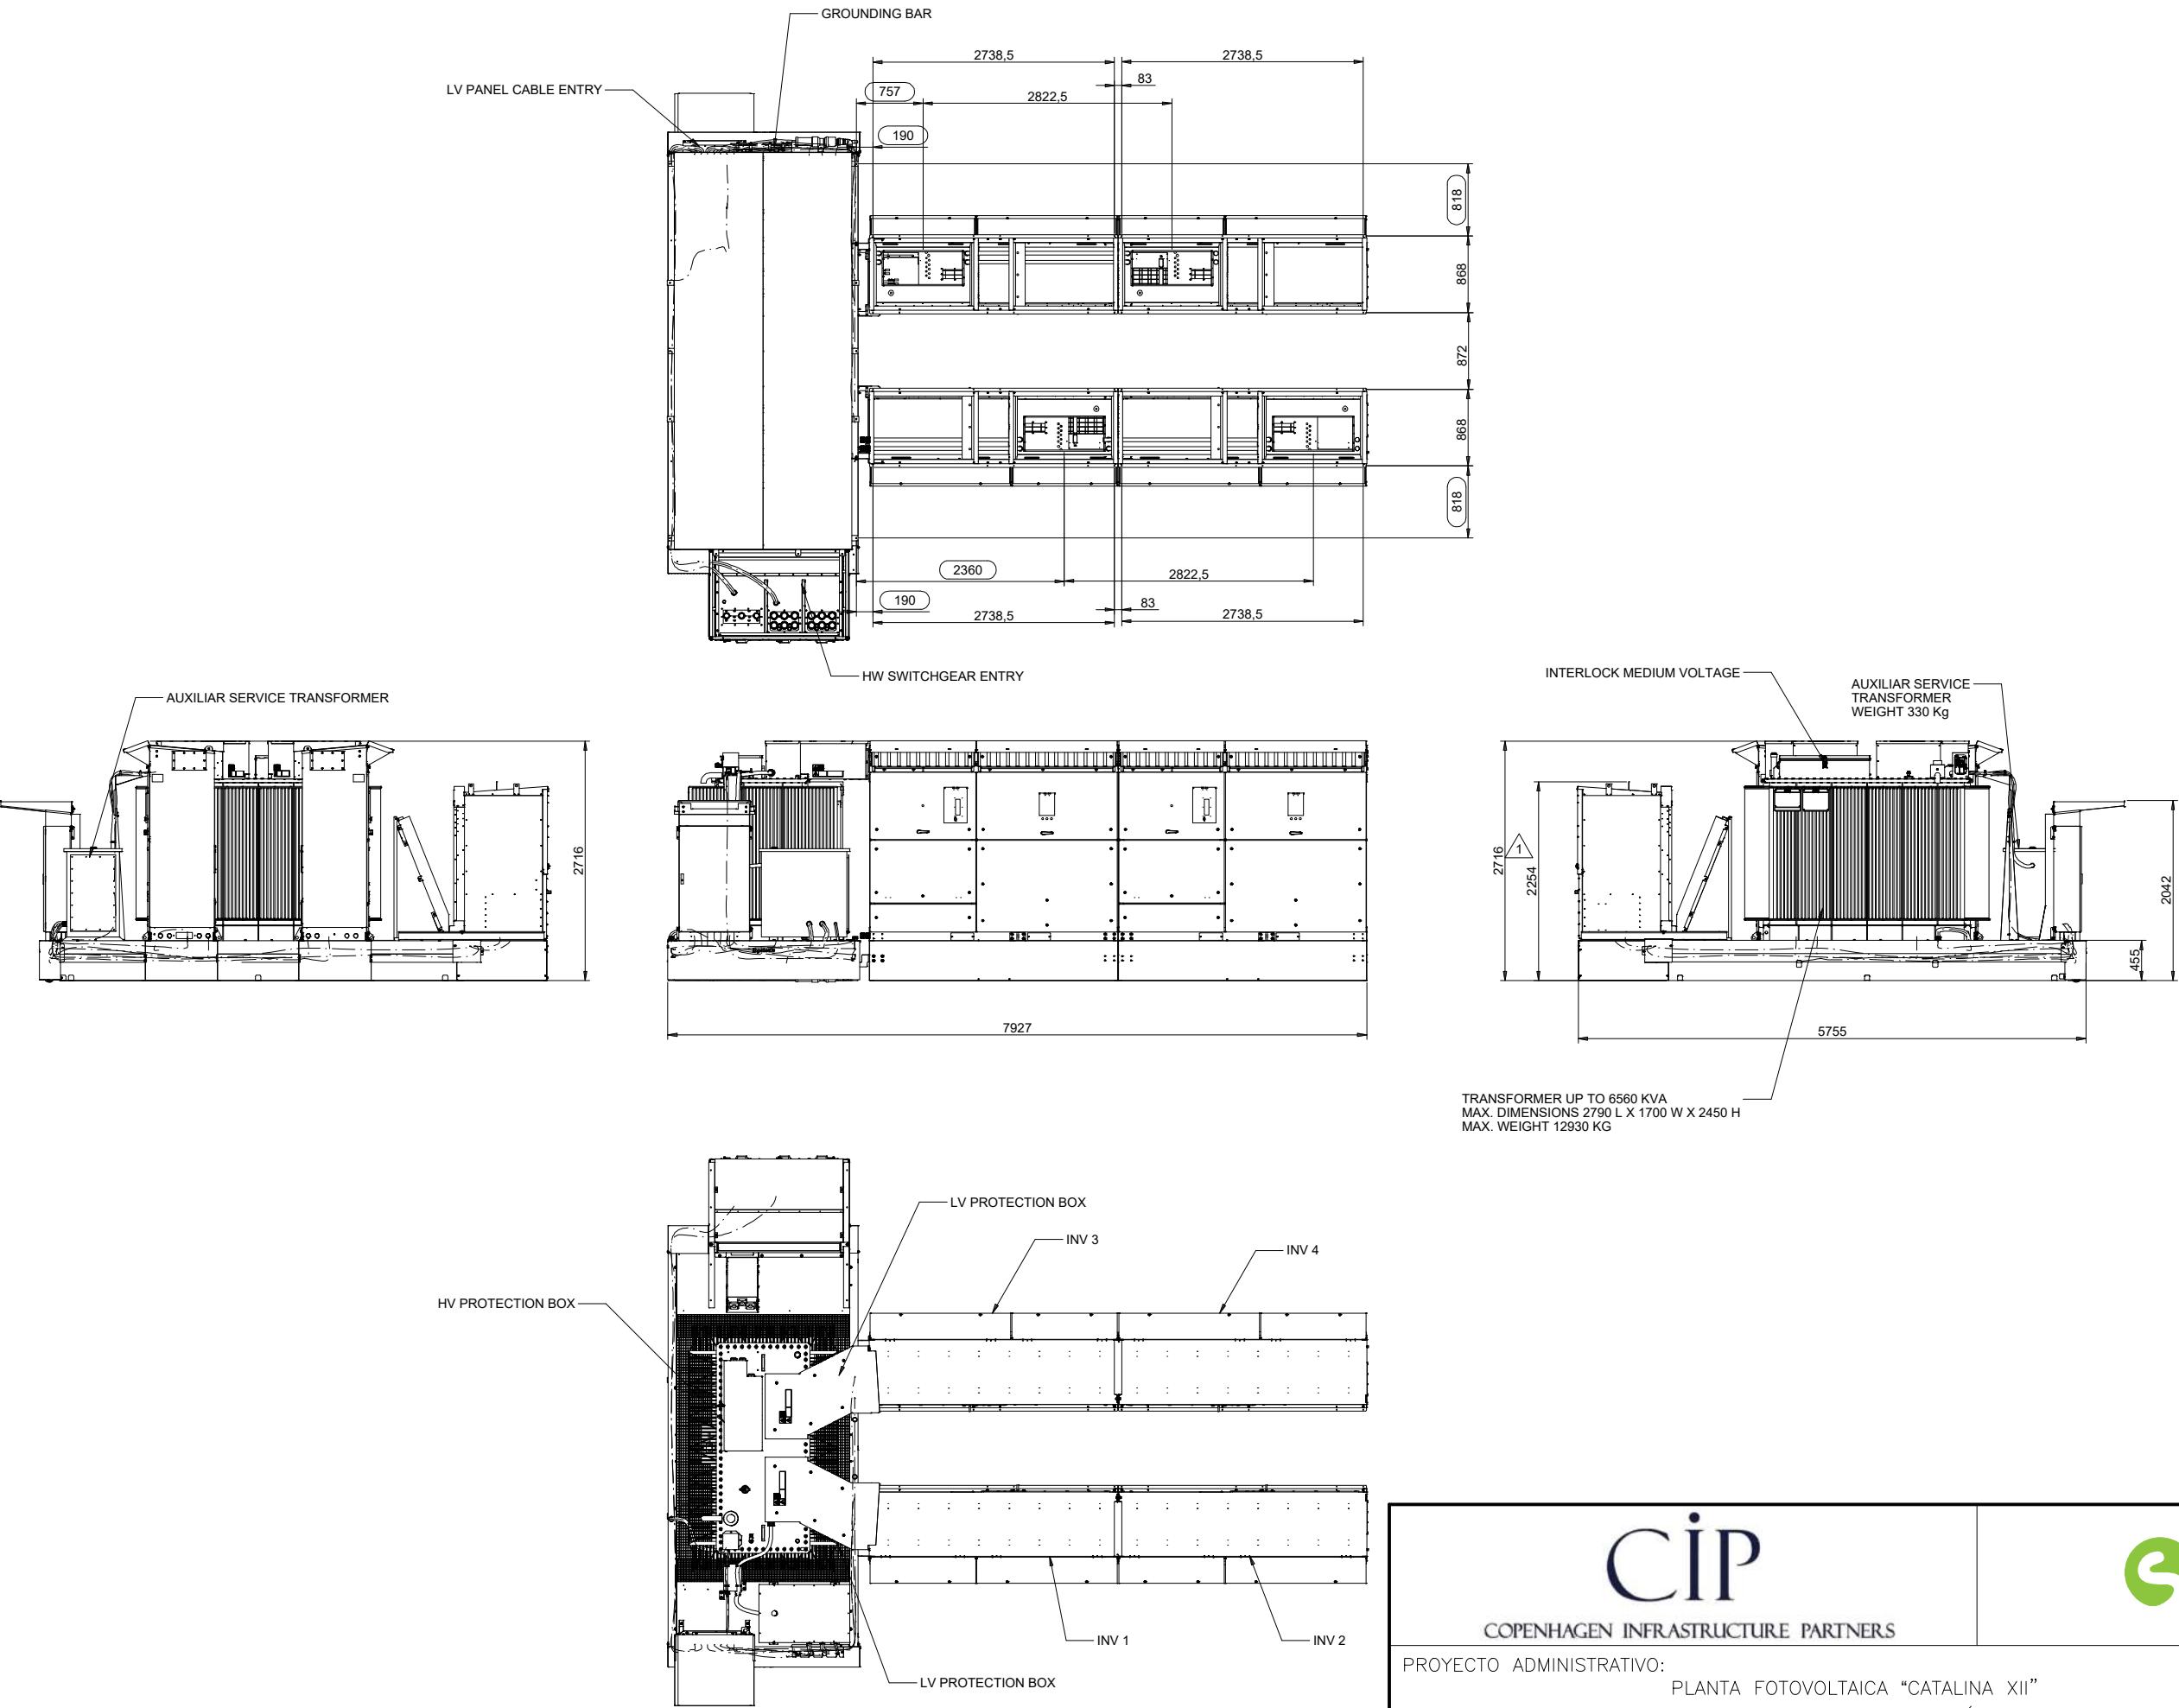 GROUNDING BAR
LV PANEL CABLE ENTRY
2738,5
2738,5
83
757
2822,5
190
818
868
872
868
818
2360
2822,5
190
83
2738,5
2738,5
HW SWITCHGEAR ENTRY
AUXILIAR SERVICE TRANSFORMER
2716
7927
INTERLOCK MEDIUM VOLTAGE
AUXILIAR SERVICE
TRANSFORMER
WEIGHT 330 Kg
2716
1
2254
2042
455
5755
TRANSFORMER UP TO 6560 KVA
MAX. DIMENSIONS 2790 L X 1700 W X 2450 H
MAX. WEIGHT 12930 KG
LV PROTECTION BOX
INV 3
INV 4
HV PROTECTION BOX
INV 1
INV 2
LV PROTECTION BOX
CIP
COPENHAGEN INFRASTRUCTURE PARTNERS
PROYECTO ADMINISTRATIVO:
PLANTA FOTOVOLTAICA “CATALINA XII”